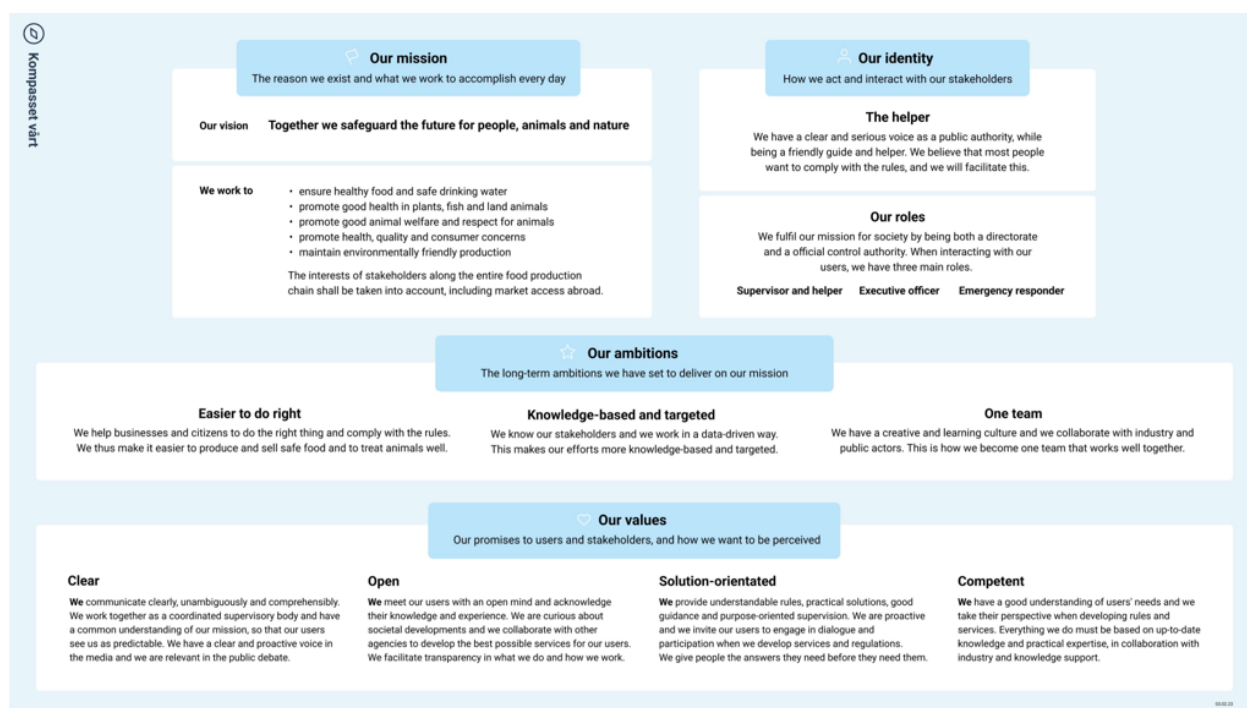 Kompasset vårt
Our mission
The reason we exist and what we work to accomplish every day
Our vision Together we safeguard the future for people, animals and nature
We work to
• ensure healthy food and safe drinking water
• promote good health in plants, fish and land animals
• promote good animal welfare and respect for animals
• promote health, quality and consumer concerns
• maintain environmentally friendly production
The interests of stakeholders along the entire food production
chain shall be taken into account, including market access abroad.
Our identity
How we act and interact with our stakeholders
The helper
We have a clear and serious voice as a public authority, while
being a friendly guide and helper. We believe that most people
want to comply with the rules, and we will facilitate this.
Our roles
We fulfil our mission for society by being both a directorate
and a official control authority. When interacting with our
users, we have three main roles.
Supervisor and helper Executive officer Emergency responder
Our ambitions
The long-term ambitions we have set to deliver on our mission
Easier to do right
We help businesses and citizens to do the right thing and comply with the rules.
We thus make it easier to produce and sell safe food and to treat animals well.
Knowledge-based and targeted
We know our stakeholders and we work in a data-driven way.
This makes our efforts more knowledge-based and targeted.
One team
We have a creative and learning culture and we collaborate with industry and
public actors. This is how we become one team that works well together.
Our values
Our promises to users and stakeholders, and how we want to be perceived
Clear
We communicate clearly, unambiguously and comprehensibly.
We work together as a coordinated supervisory body and have
a common understanding of our mission, so that our users
see us as predictable. We have a clear and proactive voice in
the media and we are relevant in the public debate.
Open
We meet our users with an open mind and acknowledge
their knowledge and experience. We are curious about
societal developments and we collaborate with other
agencies to develop the best possible services for our users.
We facilitate transparency in what we do and how we work.
Solution-orientated
We provide understandable rules, practical solutions, good
guidance and purpose-oriented supervision. We are proactive
and we invite our users to engage in dialogue and
participation when we develop services and regulations.
We give people the answers they need before they need them.
Competent
We have a good understanding of users' needs and we
take their perspective when developing rules and
services. Everything we do must be based on up-to-date
knowledge and practical expertise, in collaboration with
industry and knowledge support.